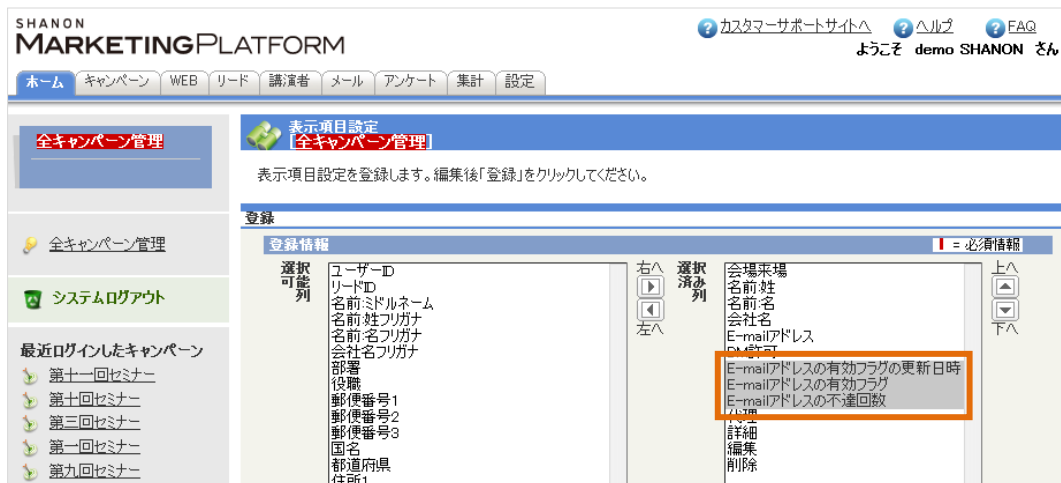 SHANON
MARKETINGPLATFORM
カスタマーサポートサイトへ ヘルプ FAQ
ようこそ demo SHANON さん
ホーム キャンペーン WEB リード 講演者 メール アンケート 集計 設定
全キャンペーン管理
全キャンペーン管理
システムログアウト
最近ログインしたキャンペーン
第十一回セミナー
第十回セミナー
第三回セミナー
第一回セミナー
第九回セミナー
表示項目設定
[全キャンペーン管理]
表示項目設定を登録します。編集後「登録」をクリックしてください。
登録
登録情報
= 必須情報
選択可能列
ユーザーID
リードID
名前:ミドルネーム
名前:姓フリガナ
名前:名フリガナ
会社名フリガナ
部署
役職
郵便番号1
郵便番号2
郵便番号3
国名
都道府県
住所1
右へ
左へ
選択済み列
会場来場
名前:姓
名前:名
会社名
E-mailアドレス
DM許可
E-mailアドレスの有効フラグの更新日時
E-mailアドレスの有効フラグ
E-mailアドレスの不達回数
代理
詳細
編集
削除
上へ
下へ